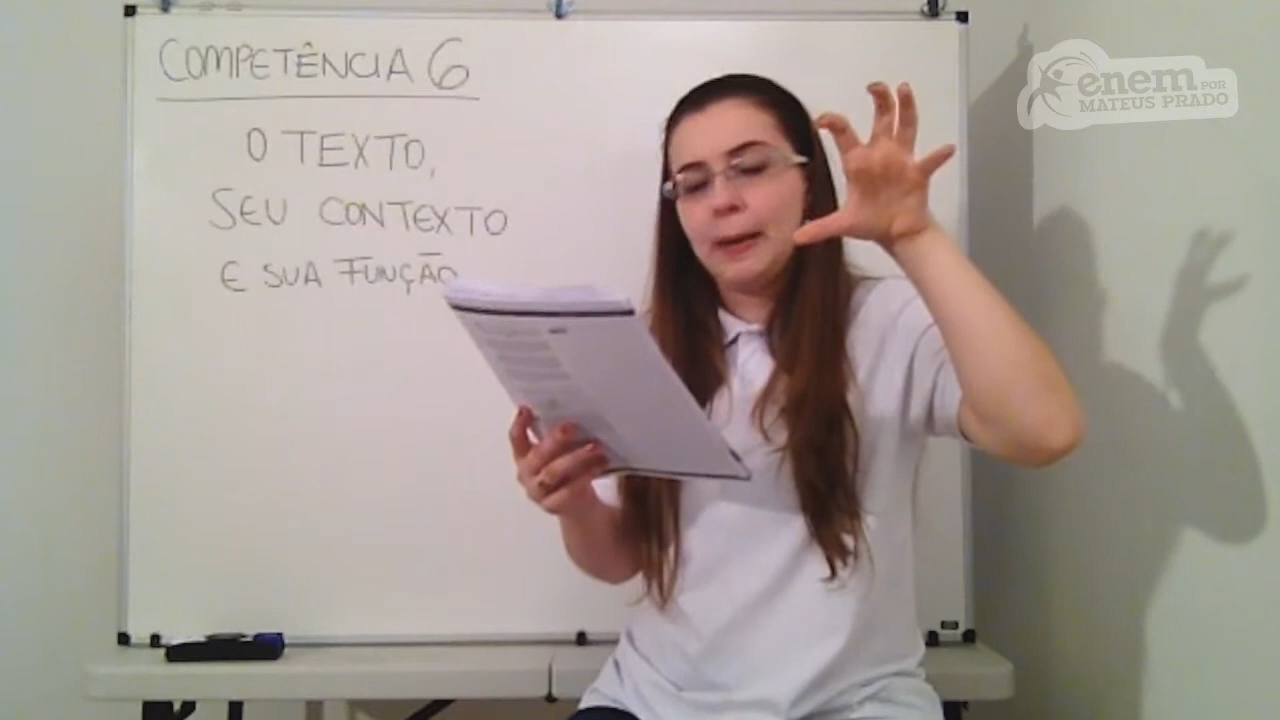 COMPETÊNCIA 6
O TEXTO,
SEU CONTEXTO
E SUA FUNÇÃO
enem POR
MATEUS PRADO